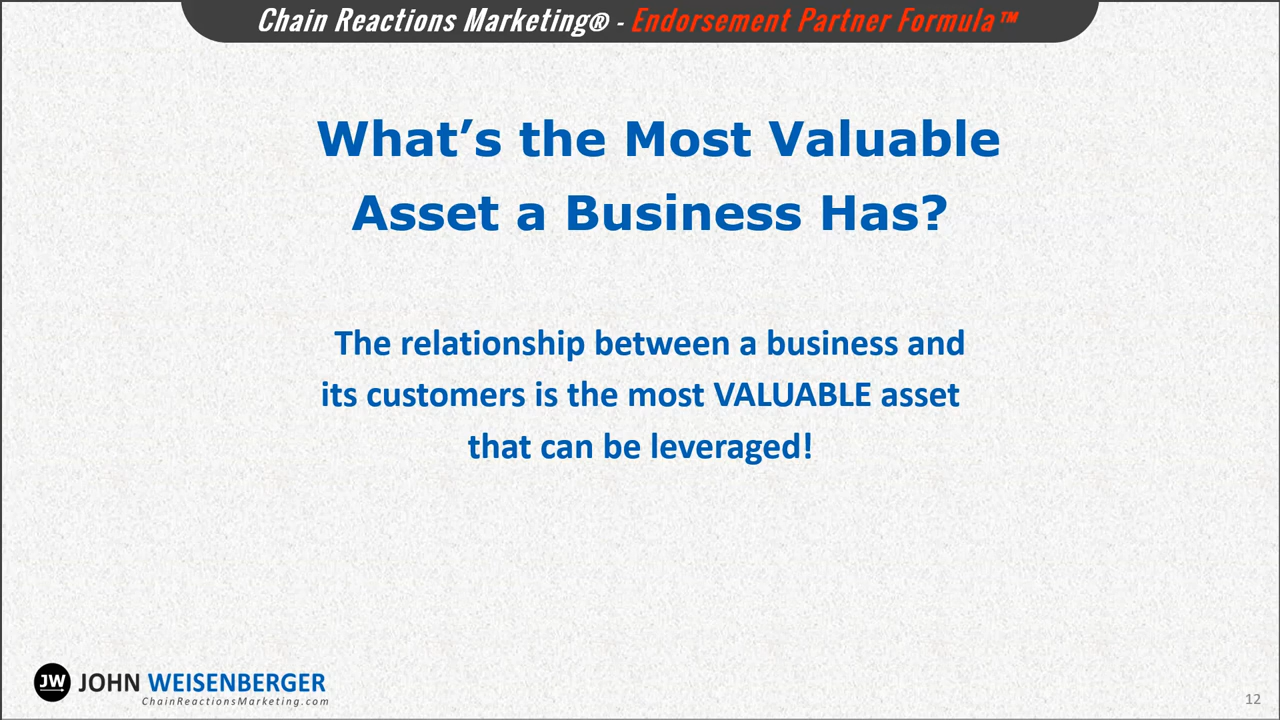 Chain Reactions Marketing® - Endorsement Partner Formula™
What’s the Most Valuable
Asset a Business Has?
The relationship between a business and
its customers is the most VALUABLE asset
that can be leveraged!
JW JOHN WEISENBERGER
ChainReactionsMarketing.com
12